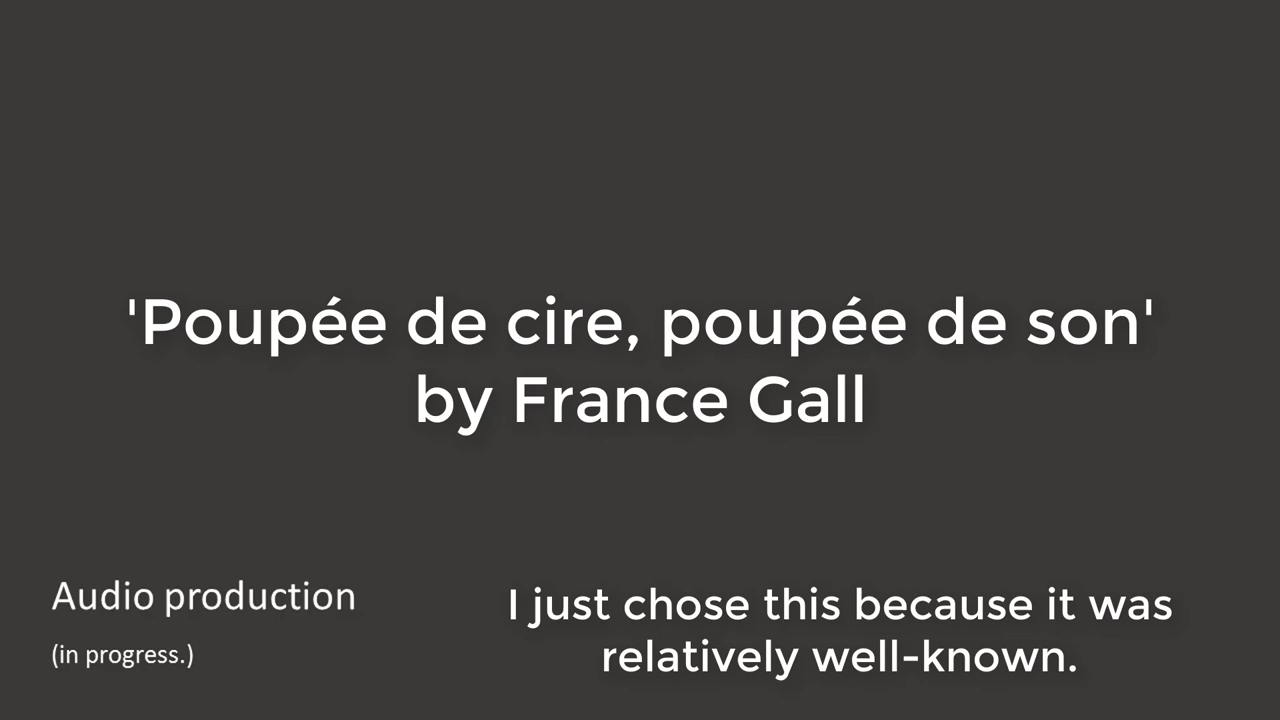 'Poupée de cire, poupée de son'
by France Gall
Audio production
(in progress.)
I just chose this because it was
relatively well-known.